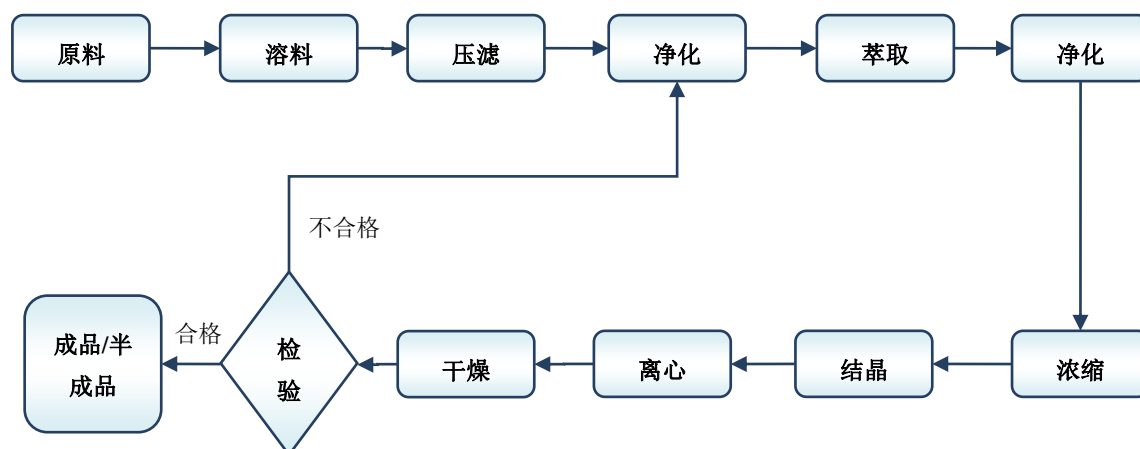 原料
溶料
压滤
净化
萃取
净化
不合格
合格
成品/半
成品
检
验
干燥
离心
结晶
浓缩